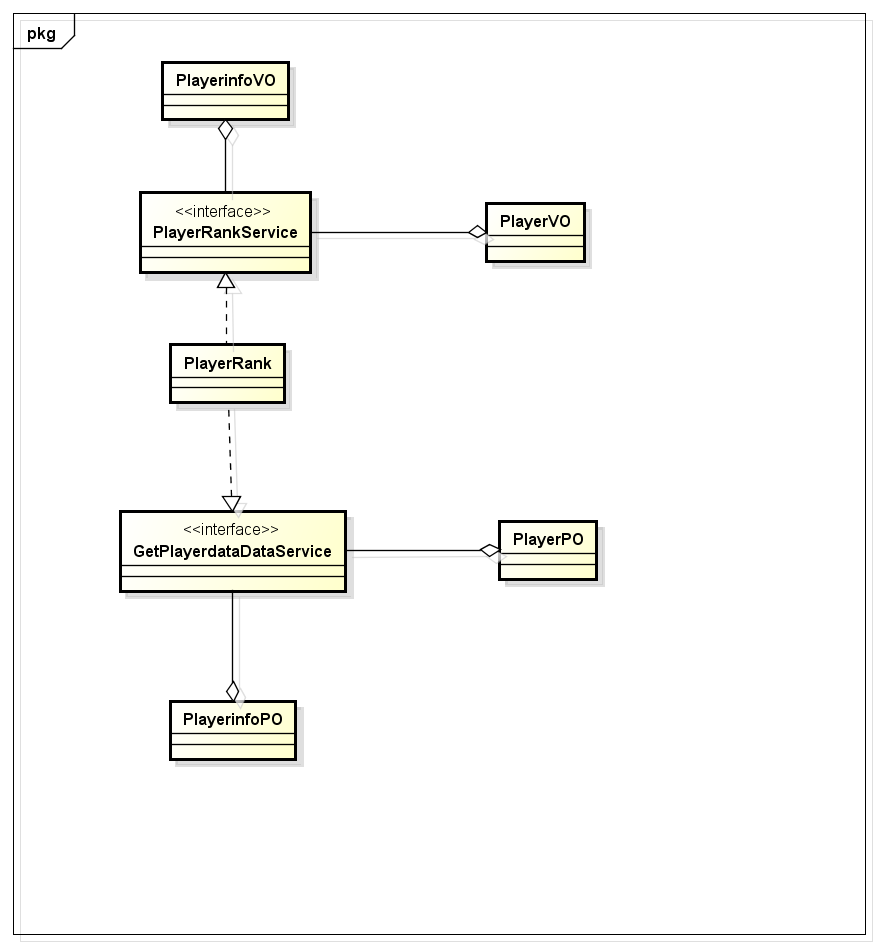 pkg
PlayerinfoVO
<<interface>>
PlayerRankService
PlayerVO
PlayerRank
<<interface>>
GetPlayerdataDataService
PlayerPO
PlayerinfoPO